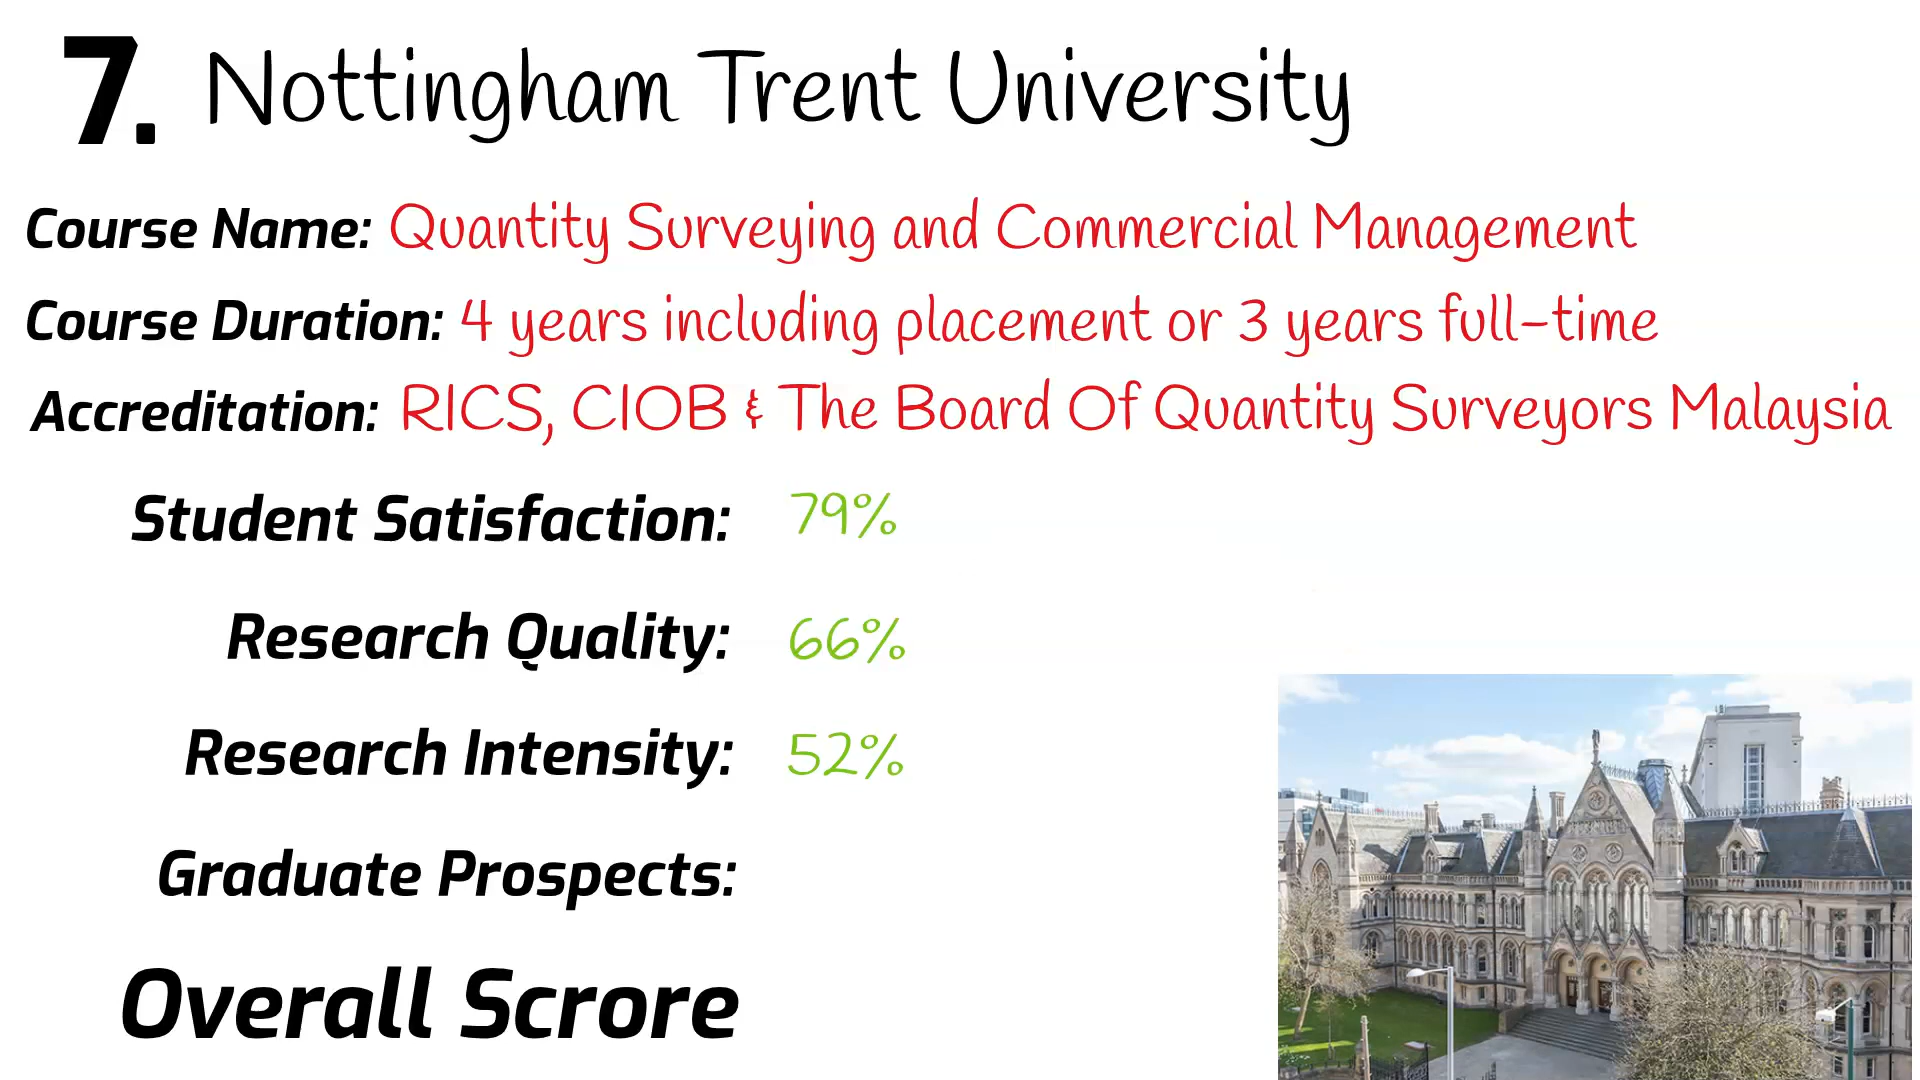 7. Nottingham Trent University
Course Name: Quantity Surveying and Commercial Management
Course Duration: 4 years including placement or 3 years full-time
Accreditation: RICS, CIOB & The Board Of Quantity Surveyors Malaysia
Student Satisfaction: 79%
Research Quality: 66%
Research Intensity: 52%
Graduate Prospects:
Overall Scrore